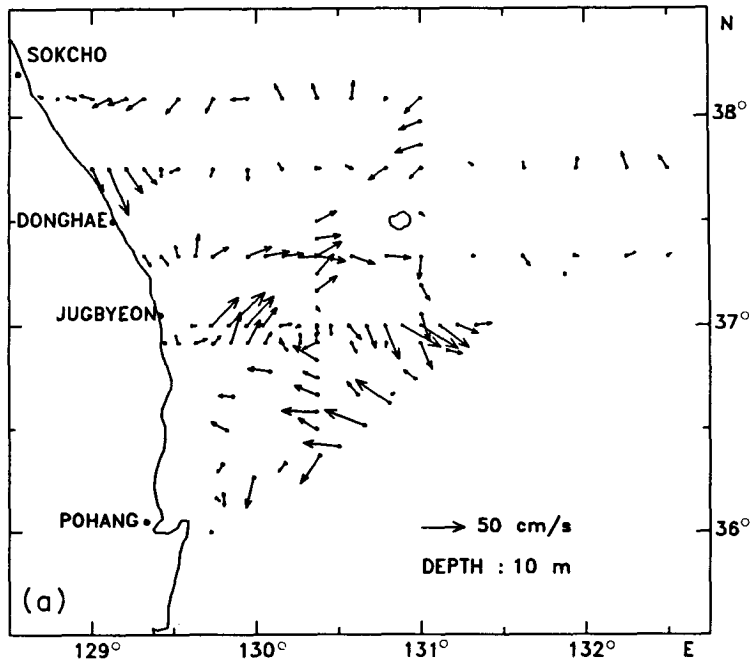 N
SOKCHO
38°
DONGHAE
JUGBYEON
37°
POHANG
50 cm/s
36°
DEPTH : 10 m
(a)
129° 130° 131° 132° E